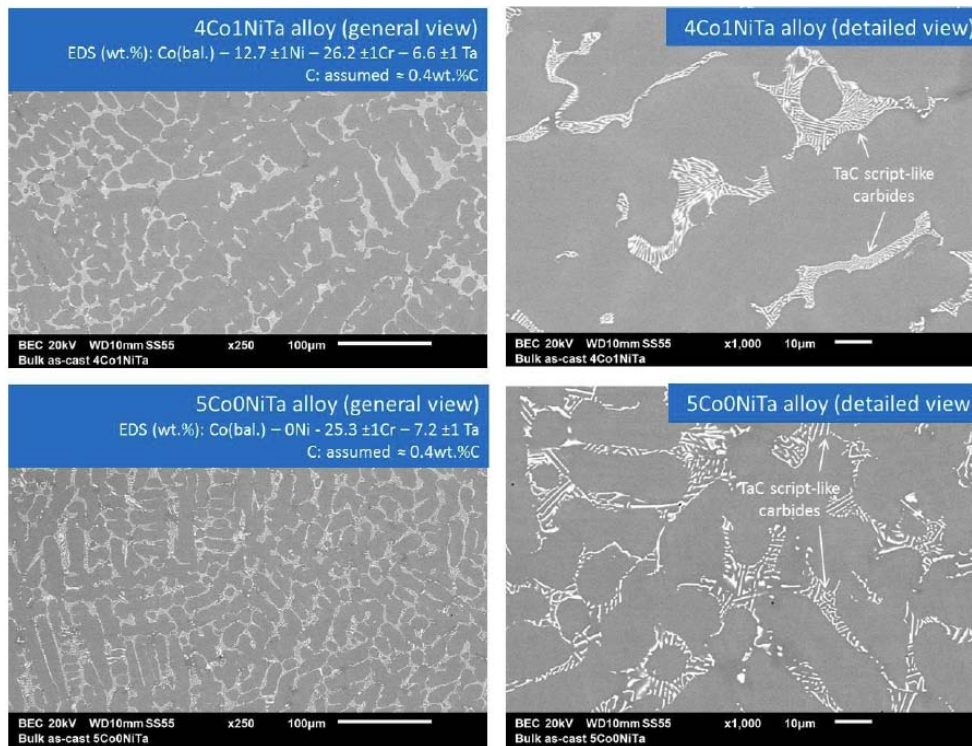 4Co1NiTa alloy (general view)
EDS (wt.%): Co(bal.) – 12.7 ±1Ni – 26.2 ±1Cr – 6.6 ±1 Ta
C: assumed ≈ 0.4wt.%C
BEC 20kV WD10mm SS55 x250 100µm
Bulk as-cast 4Co1NiTa
4Co1NiTa alloy (detailed view)
TaC script-like
carbides
BEC 20kV WD10mm SS55 x1,000 10µm
Bulk as-cast 4Co1NiTa
5Co0NiTa alloy (general view)
EDS (wt.%): Co(bal.) – 0Ni - 25.3 ±1Cr – 7.2 ±1 Ta
C: assumed ≈ 0.4wt.%C
BEC 20kV WD10mm SS55 x250 100µm
Bulk as-cast 5Co0NiTa
5Co0NiTa alloy (detailed view
TaC script-like
carbides
BEC 20kV WD10mm SS55 x1,000 10µm
Bulk as-cast 5Co0NiTa